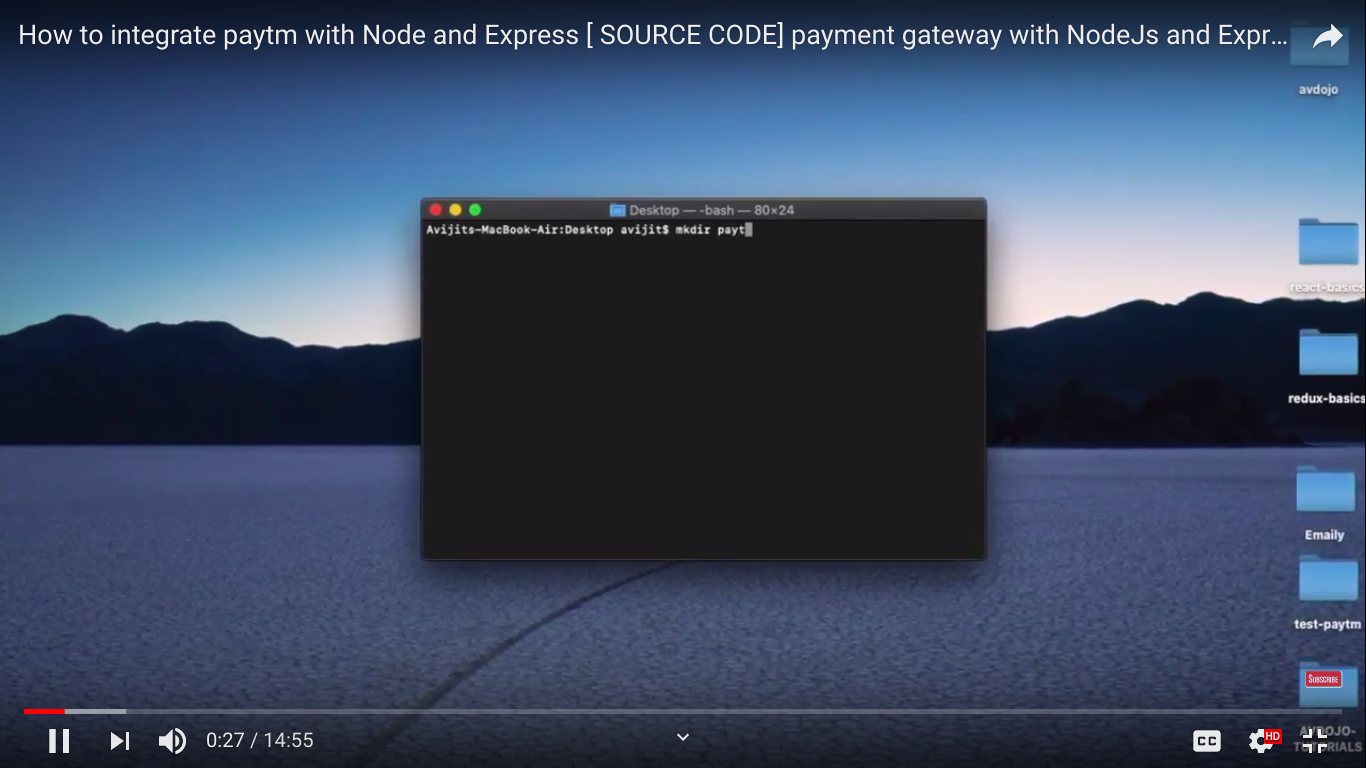 How to integrate paytm with Node and Express [ SOURCE CODE] payment gateway with NodeJs and Expr...
avdojo
Desktop — -bash — 80×24
Avijits-MacBook-Air:Desktop avijit$ mkdir payt
react-basics
redux-basics
Emaily
test-paytm
SUBSCRIBE
AVDOJO-
TUTORIALS
0:27 / 14:55
CC
HD